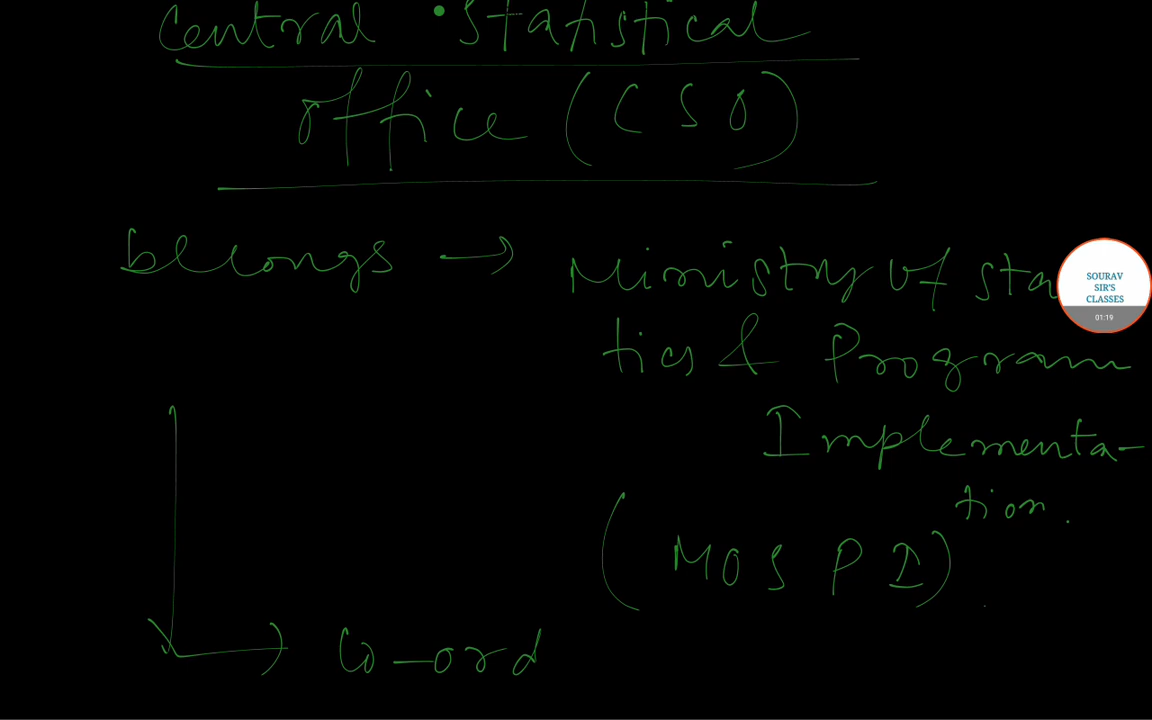 Central Statistical
office (CSO)
belongs → Ministry of Sta
tics & Program
Implementa-
tion.
(MOSPI)
Co-ord
SOURAV
SIR'S
CLASSES
01:19